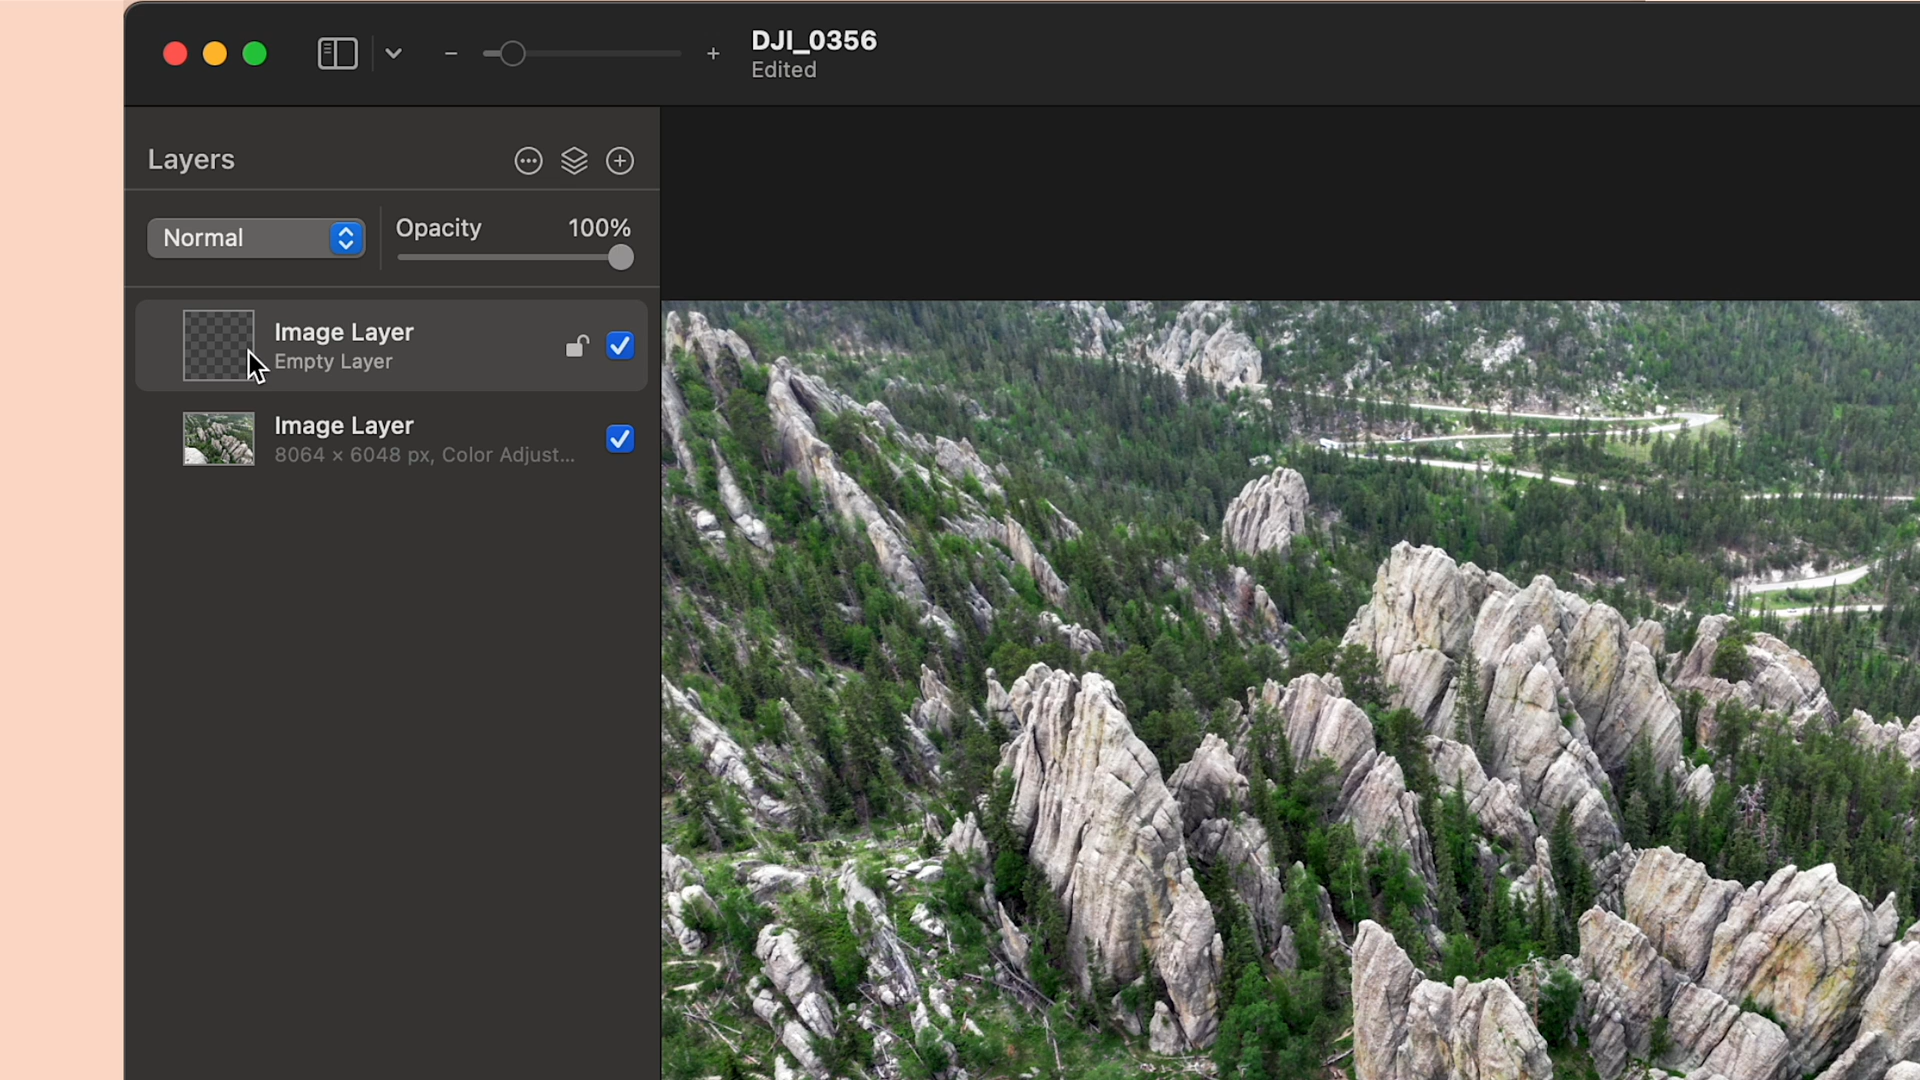 DJI_0356
Edited
Layers
Normal
Opacity 100%
Image Layer
Empty Layer
Image Layer
8064 × 6048 px, Color Adjust...